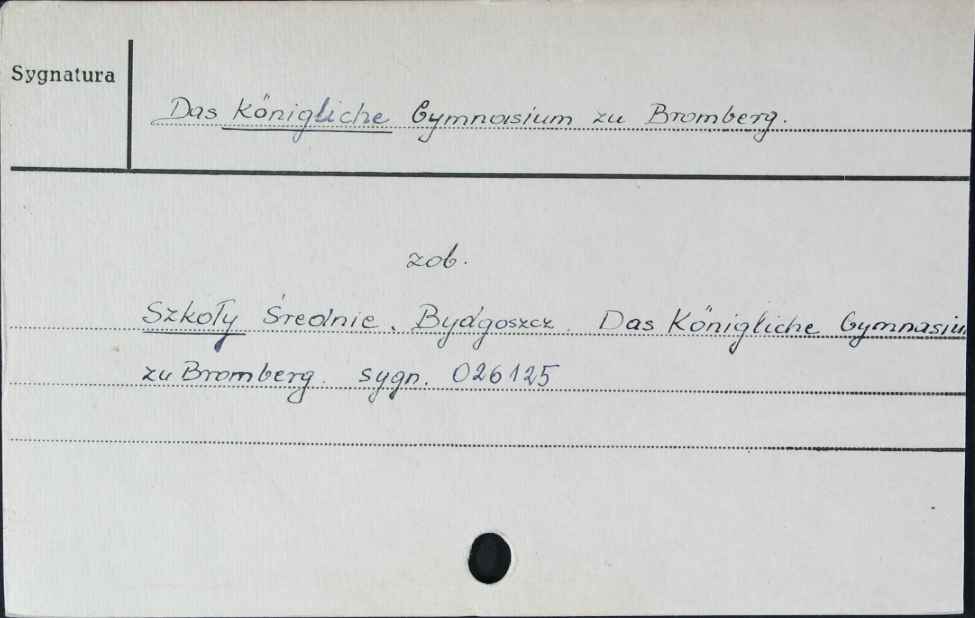 Sygnatura
Das Königliche Gymnasium zu Bromberg.
zob.
Szkoły Średnie. Bydgoszcz. Das Königliche Gymnasiu
zu Bromberg. sygn. 026125